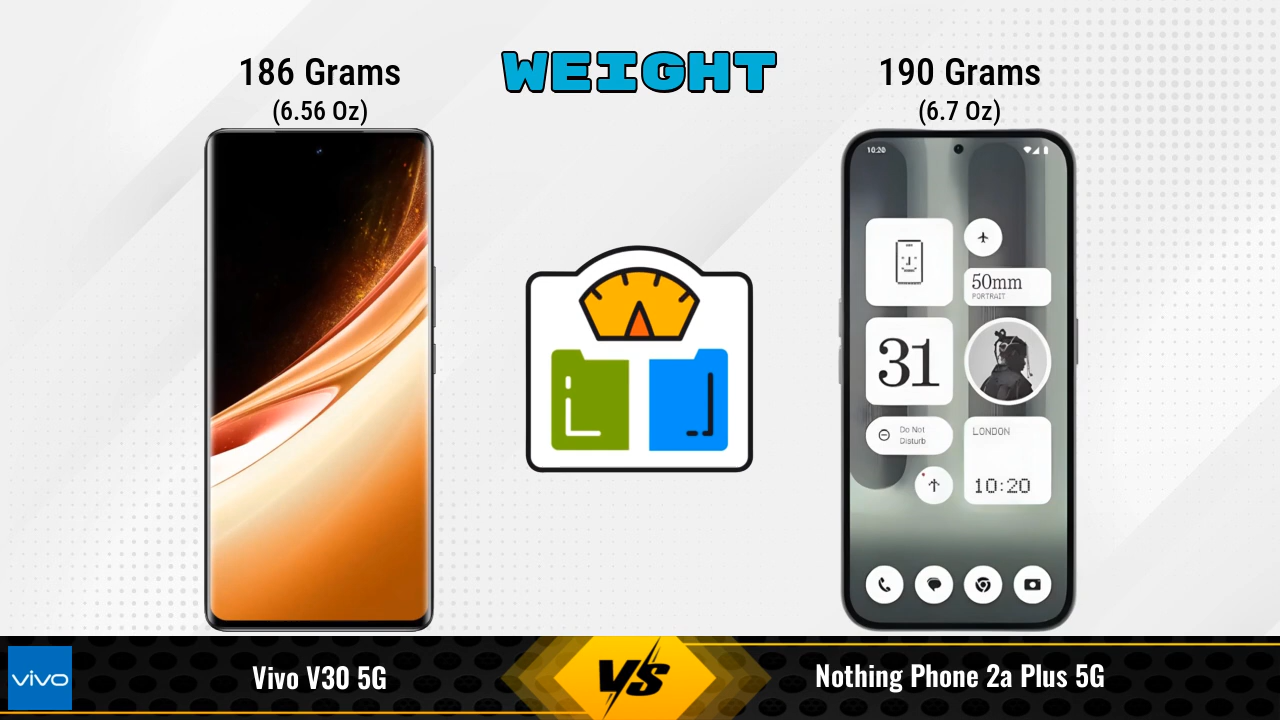 WEIGHT
186 Grams
(6.56 Oz)
190 Grams
(6.7 Oz)
10:20
50mm
PORTRAIT
31
Do Not
Disturb
LONDON
10:20
vivo
Vivo V30 5G
VS
Nothing Phone 2a Plus 5G